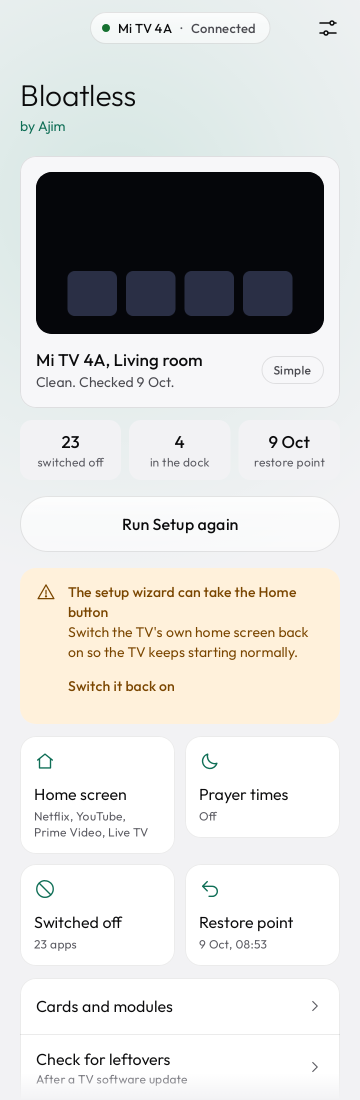 Mi TV 4A · Connected
Bloatless
by Ajim
Mi TV 4A, Living room
Clean. Checked 9 Oct.
Simple
23
switched off
4
in the dock
9 Oct
restore point
Run Setup again
The setup wizard can take the Home
button
Switch the TV's own home screen back
on so the TV keeps starting normally.
Switch it back on
Home screen
Netflix, YouTube,
Prime Video, Live TV
Prayer times
Off
Switched off
23 apps
Restore point
9 Oct, 08:53
Cards and modules
Check for leftovers
After a TV software update